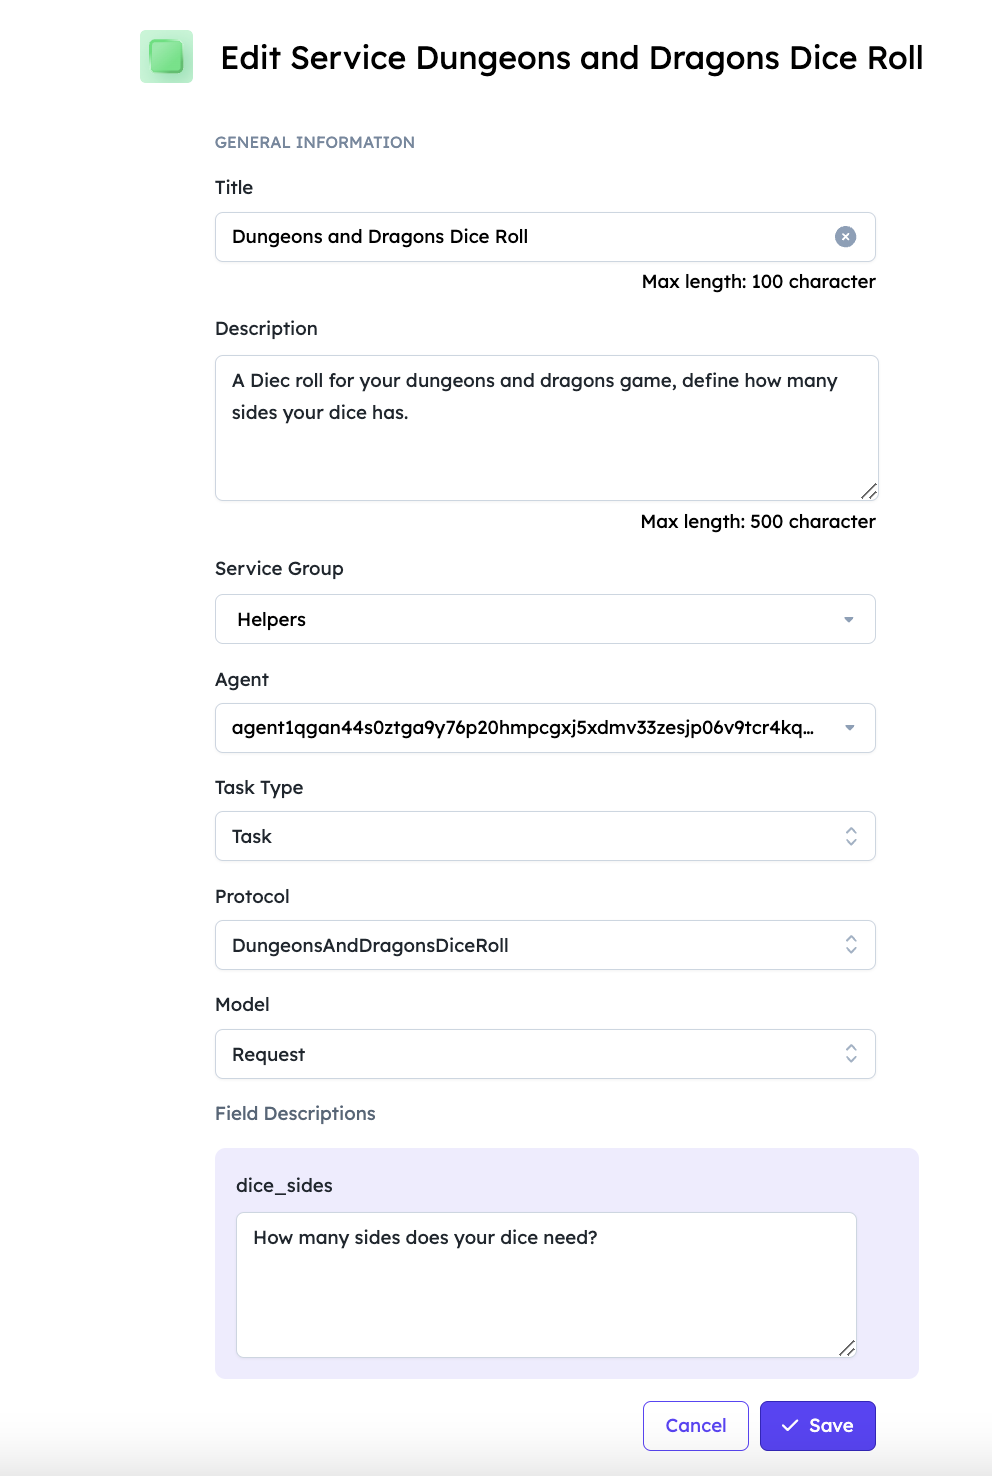 Edit Service Dungeons and Dragons Dice Roll
GENERAL INFORMATION
Title
Dungeons and Dragons Dice Roll
Max length: 100 character
Description
A Diec roll for your dungeons and dragons game, define how many
sides your dice has.
Max length: 500 character
Service Group
Helpers
Agent
agent1qgan44s0ztga9y76p20hmpcgxj5xdmv33zesjp06v9tcr4kq...
Task Type
Task
Protocol
DungeonsAndDragonsDiceRoll
Model
Request
Field Descriptions
dice_sides
How many sides does your dice need?
Cancel
Save